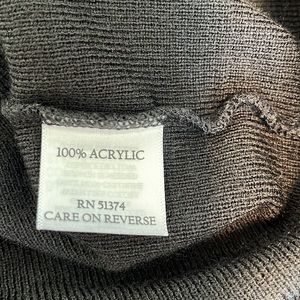 100% ACRYLIC
RN 51374
CARE ON REVERSE